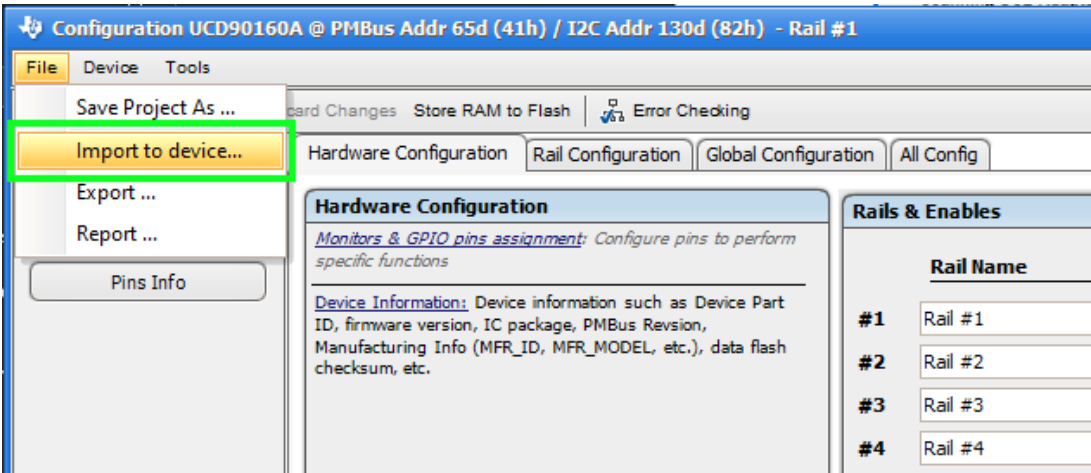 Configuration UCD90160A @ PMBus Addr 65d (41h) / I2C Addr 130d (82h) - Rail #1
File Device Tools
Save Project As ...
Changes Store RAM to Flash Error Checking
Import to device...
Hardware Configuration Rail Configuration Global Configuration All Config
Export ...
Report ...
Pins Info
Hardware Configuration
Monitors & GPIO pins assignment: Configure pins to perform
specific functions
Device Information: Device information such as Device Part
ID, firmware version, IC package, PMBus Revsion,
Manufacturing Info (MFR_ID, MFR_MODEL, etc.), data flash
checksum, etc.
Rails & Enables
Rail Name
#1 Rail #1
#2 Rail #2
#3 Rail #3
#4 Rail #4